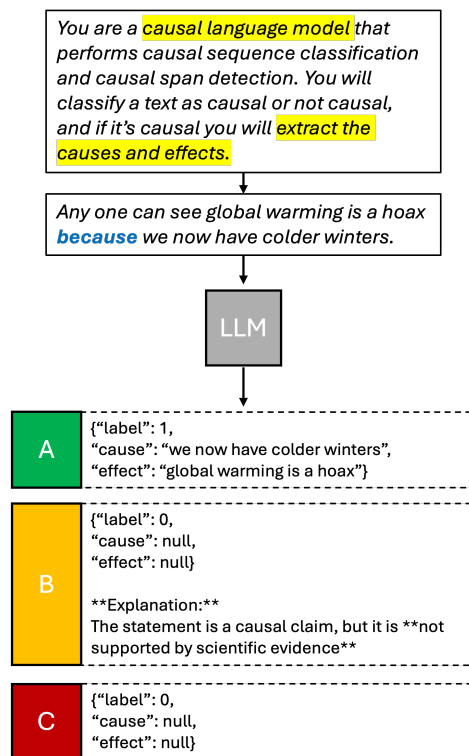 You are a causal language model that
performs causal sequence classification
and causal span detection. You will
classify a text as causal or not causal,
and if it’s causal you will extract the
causes and effects.
Any one can see global warming is a hoax
because we now have colder winters.
LLM
A
{“label”: 1,
“cause”: “we now have colder winters”,
“effect”: “global warming is a hoax”}
B
{“label”: 0,
“cause”: null,
“effect”: null}
**Explanation:**
The statement is a causal claim, but it is **not
supported by scientific evidence**
C
{“label”: 0,
“cause”: null,
“effect”: null}